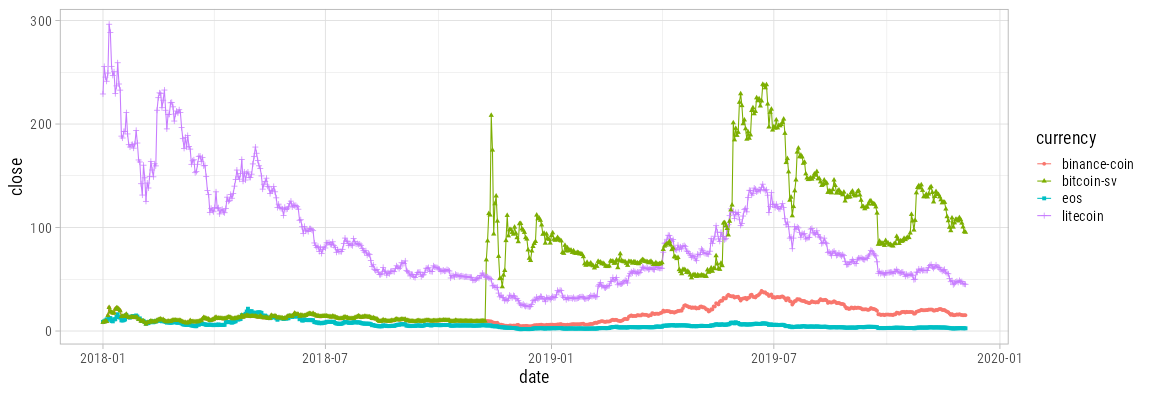 300
200
100
0
close
2018-01
2018-07
2019-01
2019-07
2020-01
date
currency
binance-coin
bitcoin-sv
eos
litecoin